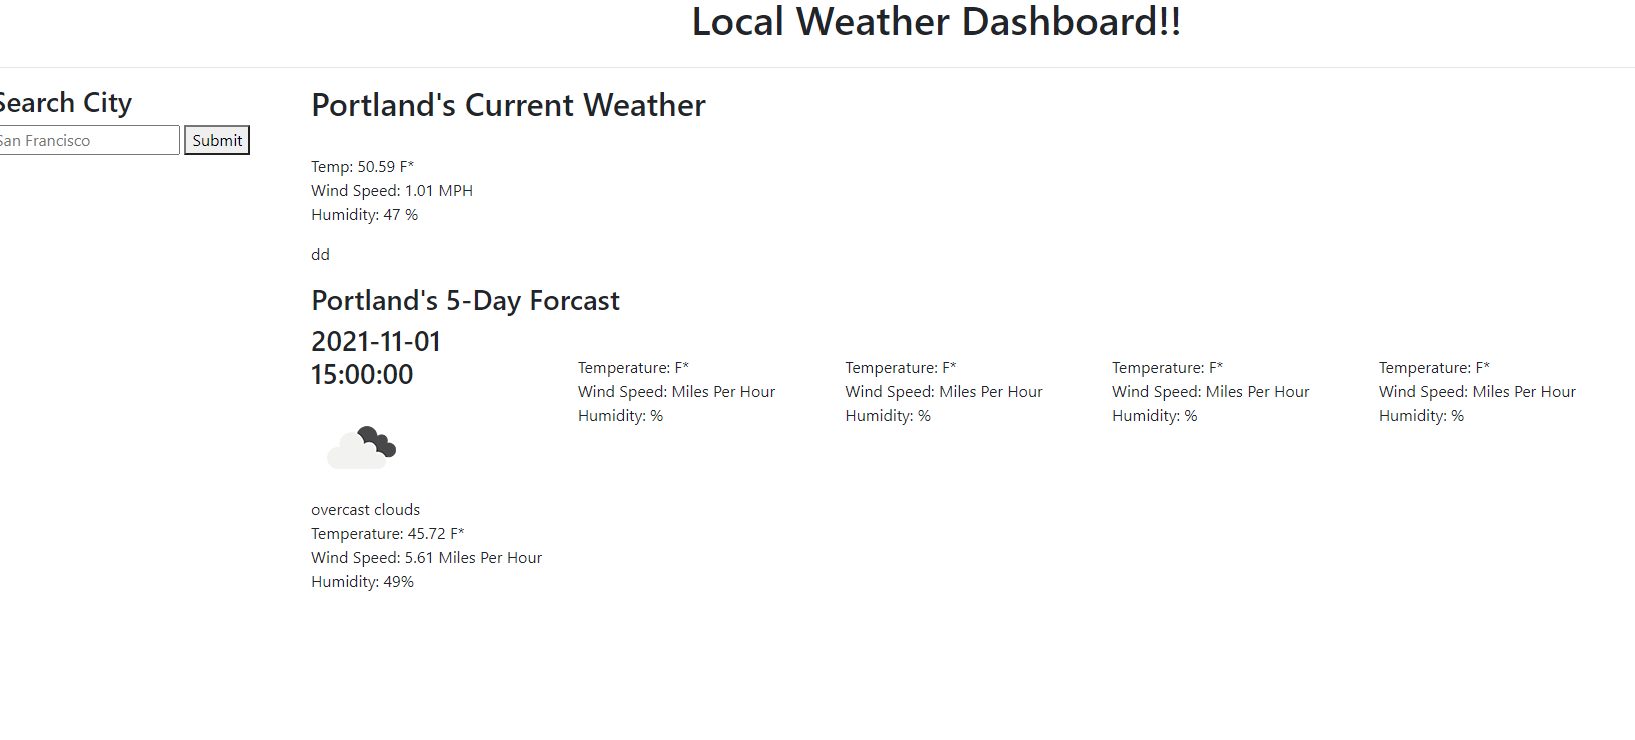 Local Weather Dashboard!!
Search City
San Francisco
Submit
Portland's Current Weather
Temp: 50.59 F*
Wind Speed: 1.01 MPH
Humidity: 47 %
dd
Portland's 5-Day Forcast
2021-11-01
15:00:00
overcast clouds
Temperature: 45.72 F*
Wind Speed: 5.61 Miles Per Hour
Humidity: 49%
Temperature: F*
Wind Speed: Miles Per Hour
Humidity: %
Temperature: F*
Wind Speed: Miles Per Hour
Humidity: %
Temperature: F*
Wind Speed: Miles Per Hour
Humidity: %
Temperature: F*
Wind Speed: Miles Per Hour
Humidity: %